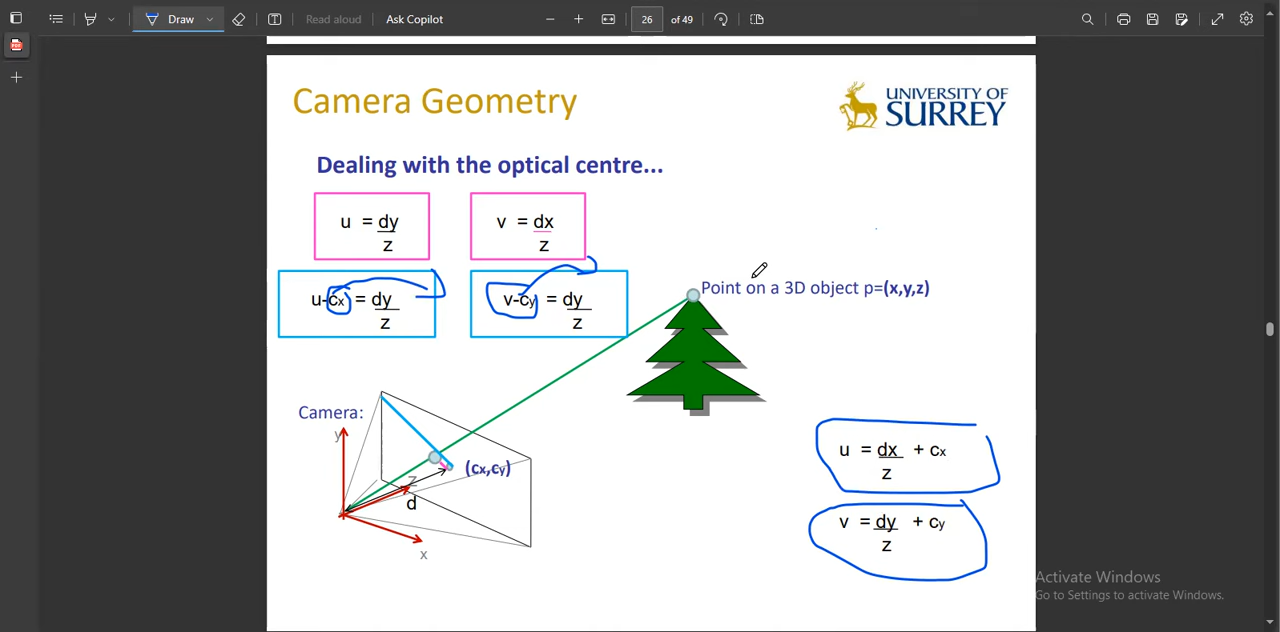 Draw
Read aloud
Ask Copilot
26
of 49
Camera Geometry
UNIVERSITY OF
SURREY
Dealing with the optical centre...
u = dy
z
v = dx
z
u-cx = dy
z
v-cy = dy
z
Point on a 3D object p=(x,y,z)
Camera:
y
z
(cx,cy)
d
x
u = dx + cx
z
v = dy + cy
z
Activate Windows
Go to Settings to activate Windows.